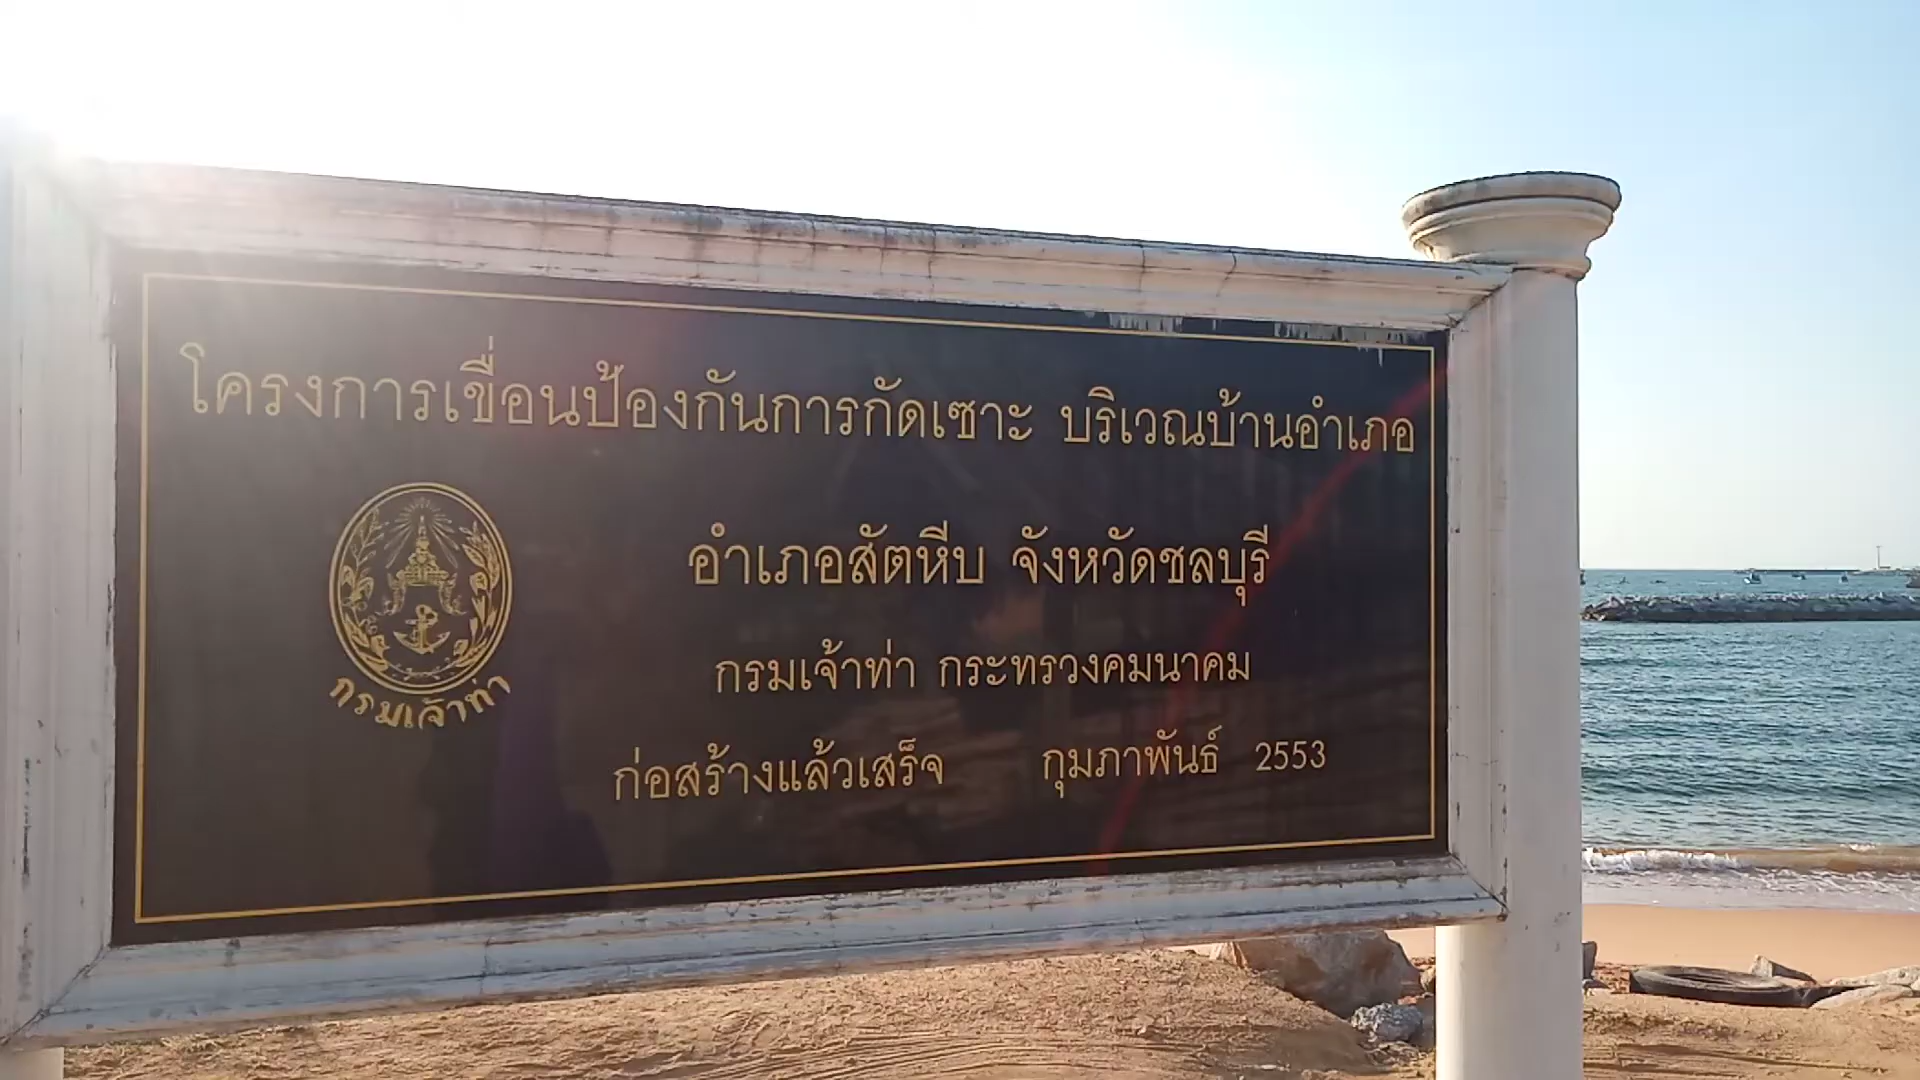 โครงการเขื่อนป้องกันการกัดเซาะ บริเวณบ้านอำเภอ
อำเภอสัตหีบ จังหวัดชลบุรี
กรมเจ้าท่า กระทรวงคมนาคม
ก่อสร้างแล้วเสร็จ กุมภาพันธ์ 2553
กรมเจ้าท่า